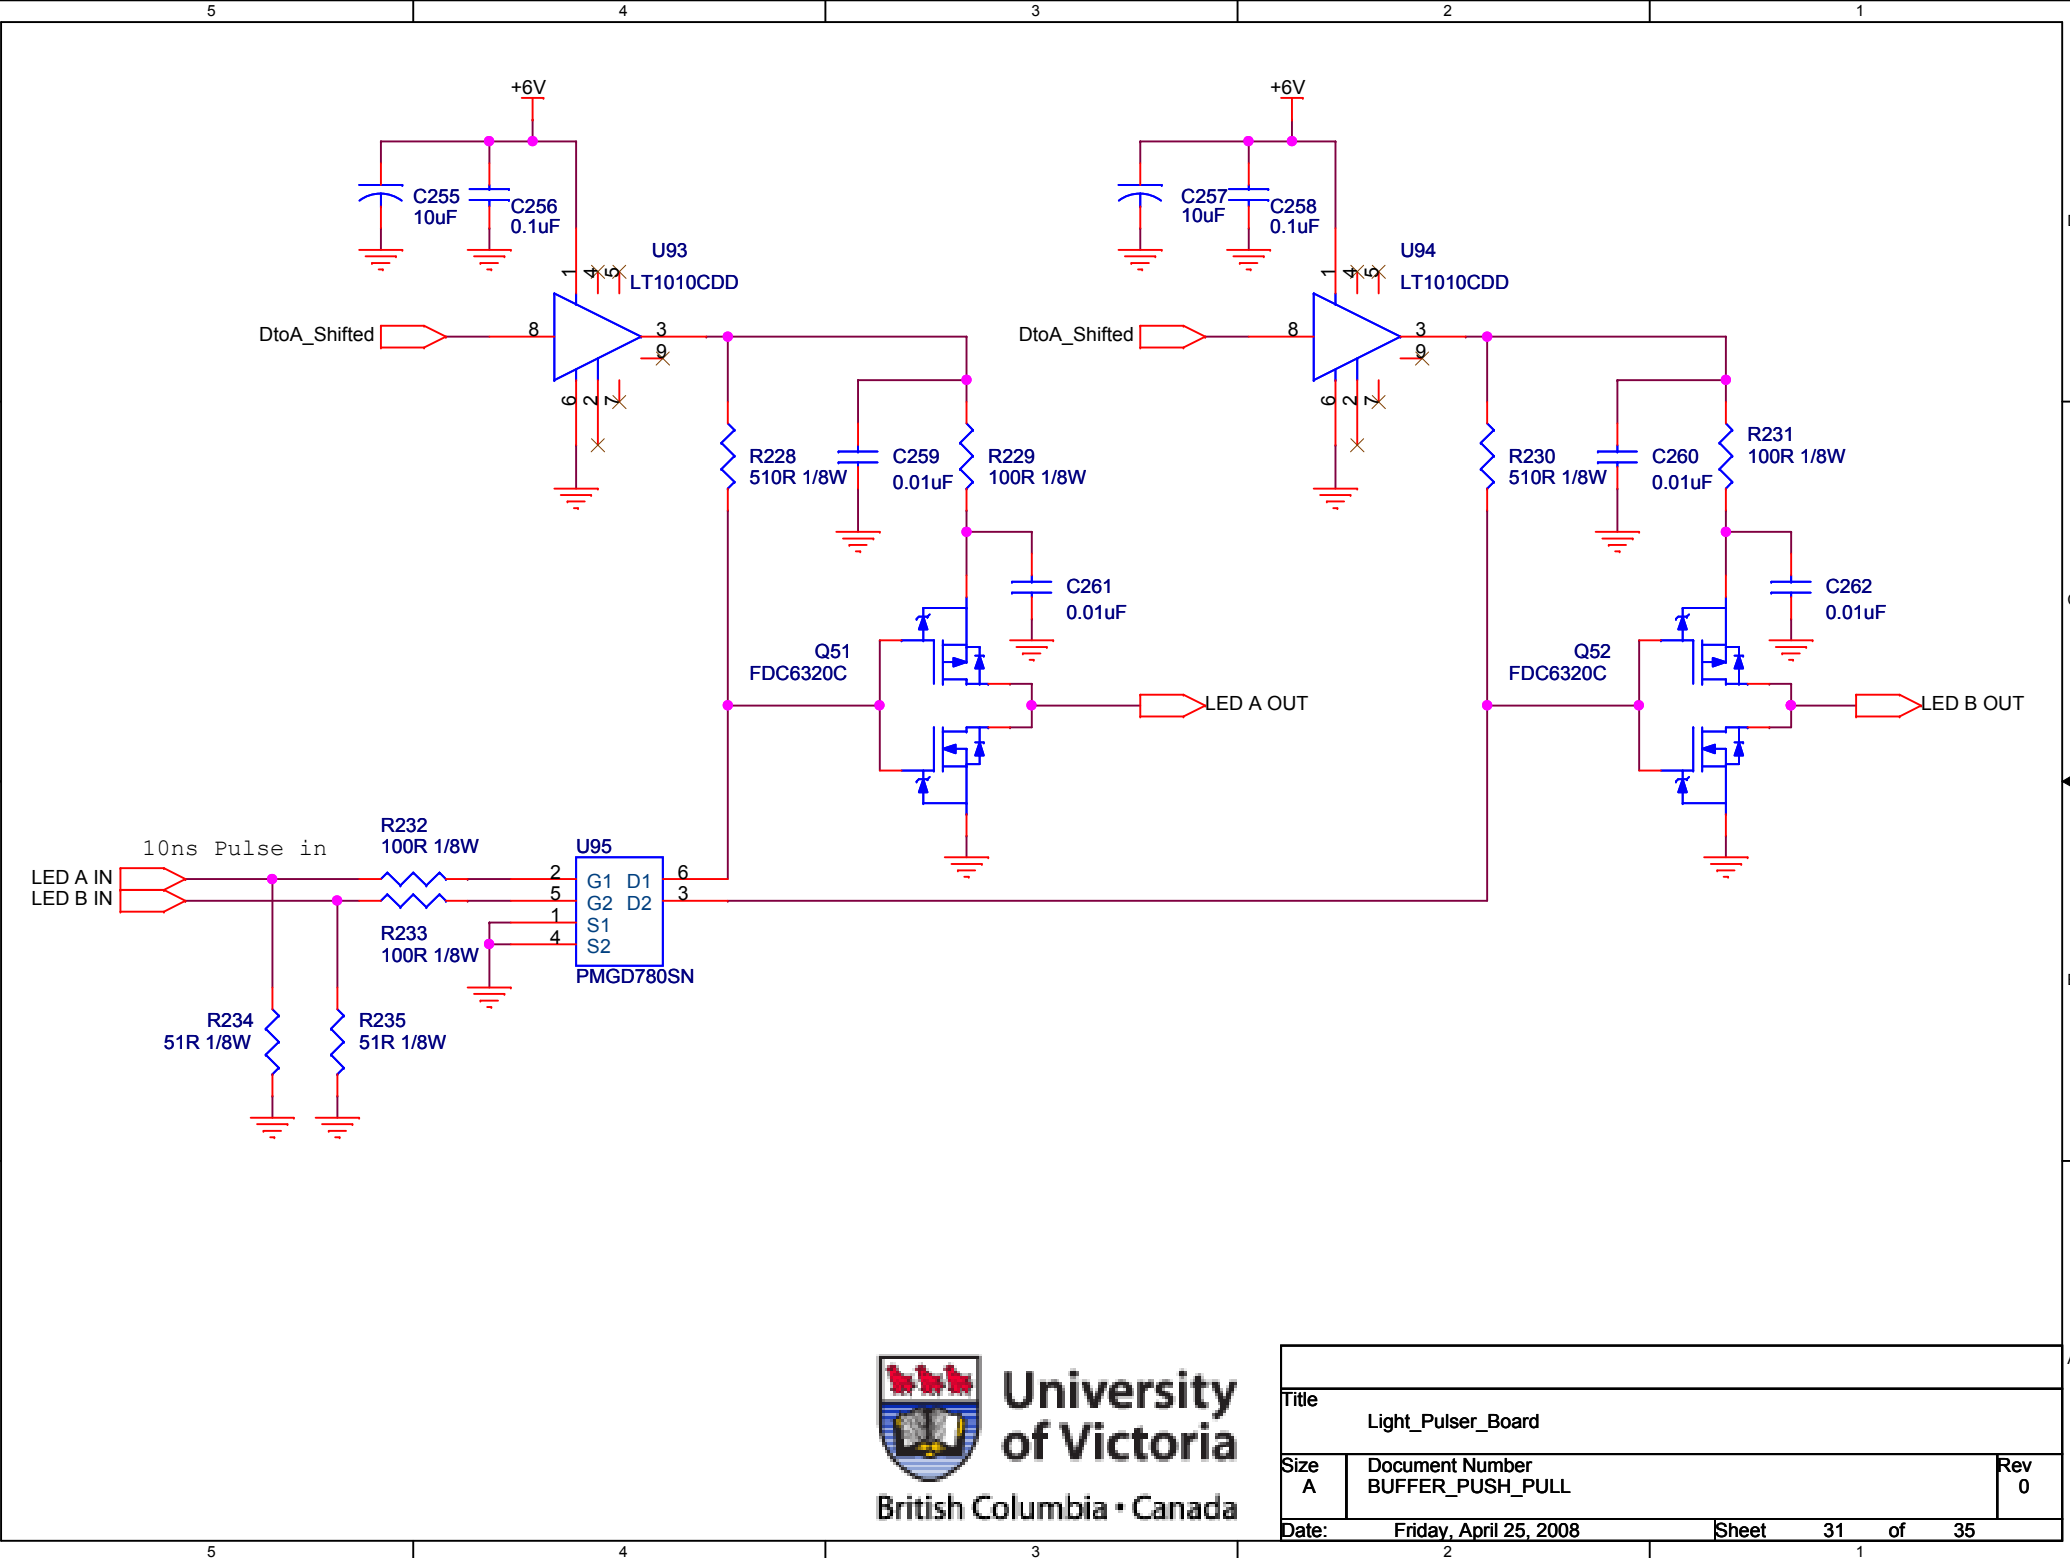 5 4 3 2 1
+6V +6V
C255
10uF
C256
0.1uF
C257
10uF
C258
0.1uF
U93
LT1010CDD
U94
LT1010CDD
1 4 5
1 4 5
DtoA_Shifted 8 3
9
6 2 7
DtoA_Shifted 8 3
9
6 2 7
R228
510R 1/8W
C259
0.01uF
R229
100R 1/8W
R230
510R 1/8W
C260
0.01uF
R231
100R 1/8W
C261
0.01uF
C262
0.01uF
Q51
FDC6320C
Q52
FDC6320C
LED A OUT
LED B OUT
10ns Pulse in
LED A IN
LED B IN
R232
100R 1/8W
R233
100R 1/8W
U95
2 G1 D1 6
5 G2 D2 3
1 S1
4 S2
PMGD780SN
R234
51R 1/8W
R235
51R 1/8W
University
of Victoria
British Columbia • Canada
Title
Light_Pulser_Board
Size
A
Document Number
BUFFER_PUSH_PULL
Rev
0
Date: Friday, April 25, 2008 Sheet 31 of 35
5 4 3 2 1